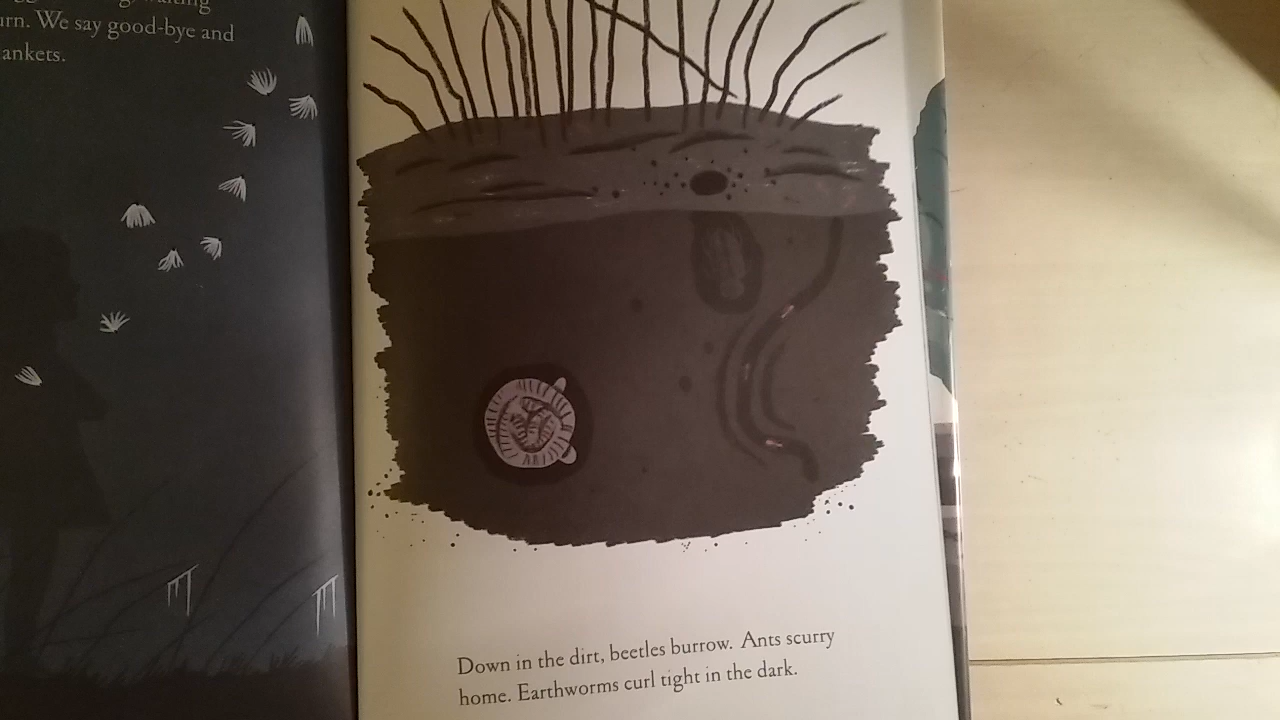 waiting
urn. We say good-bye and
ankets.
Down in the dirt, beetles burrow. Ants scurry
home. Earthworms curl tight in the dark.